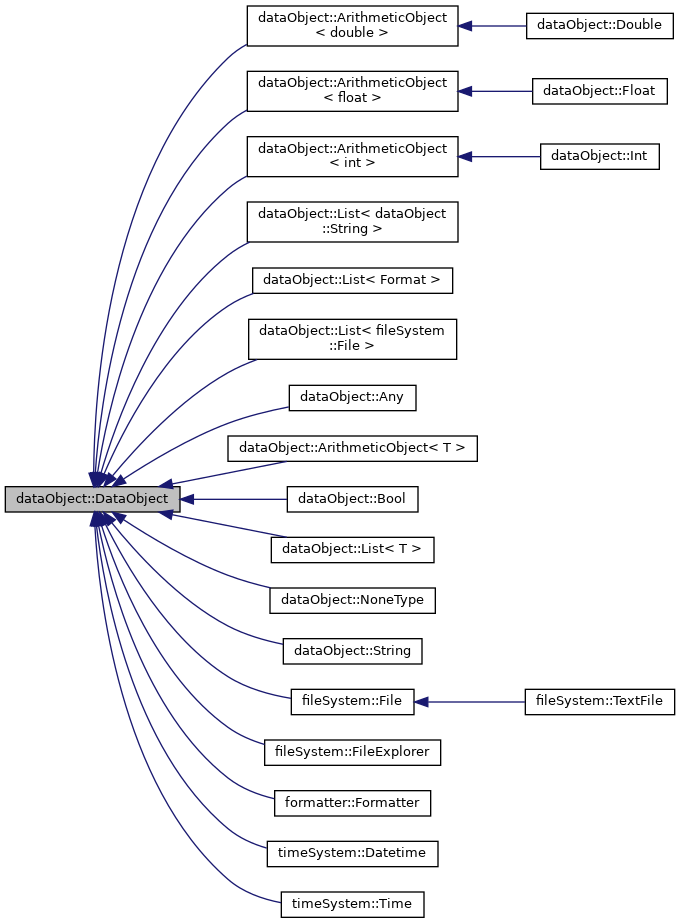 dataObject::ArithmeticObject
< double >
dataObject::Double
dataObject::ArithmeticObject
< float >
dataObject::Float
dataObject::ArithmeticObject
< int >
dataObject::Int
dataObject::List< dataObject
::String >
dataObject::List< Format >
dataObject::List< fileSystem
::File >
dataObject::Any
dataObject::ArithmeticObject< T >
dataObject::DataObject
dataObject::Bool
dataObject::List< T >
dataObject::NoneType
dataObject::String
fileSystem::File
fileSystem::TextFile
fileSystem::FileExplorer
formatter::Formatter
timeSystem::Datetime
timeSystem::Time